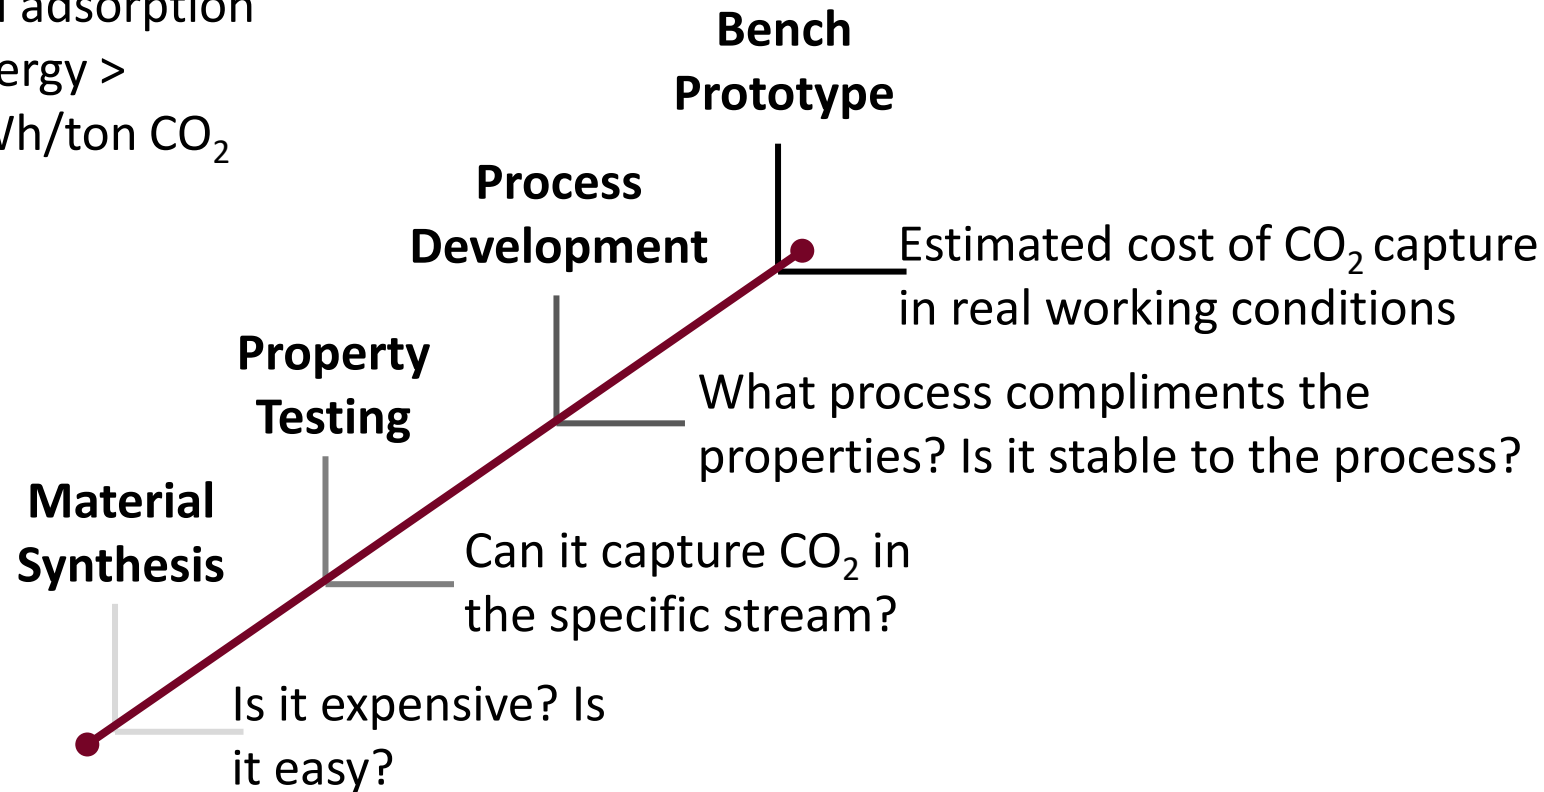 adsorption
>
/ton CO₂
Bench
Prototype
Process
Development
Estimated cost of CO₂ capture
in real working conditions
Property
Testing
What process compliments the
properties? Is it stable to the process?
Material
Synthesis
Can it capture CO₂ in
the specific stream?
Is it expensive? Is
it easy?